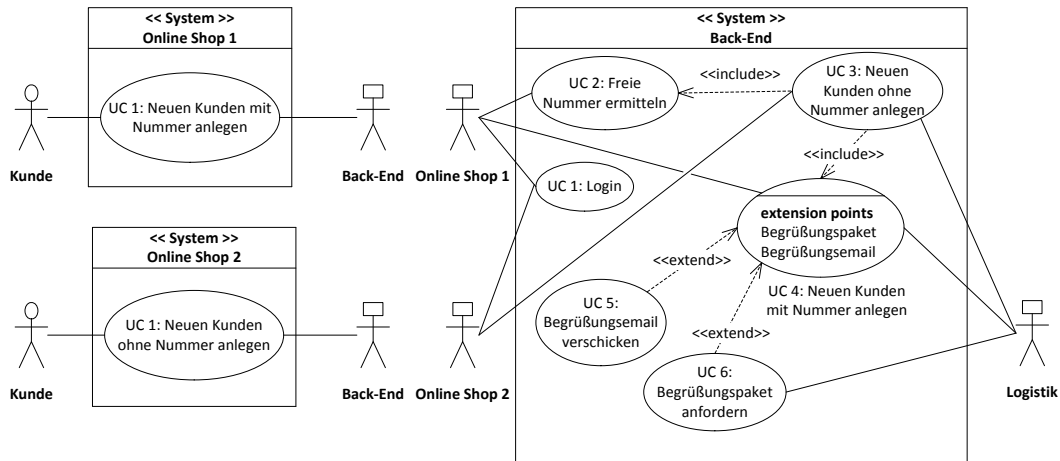 << System >>
Online Shop 1
UC 1: Neuen Kunden mit
Nummer anlegen
Kunde
Back-End
<< System >>
Online Shop 2
UC 1: Neuen Kunden
ohne Nummer anlegen
Kunde
Back-End
Online Shop 1
Online Shop 2
<< System >>
Back-End
UC 2: Freie
Nummer ermitteln
<<include>>
UC 3: Neuen
Kunden ohne
Nummer anlegen
<<include>>
UC 1: Login
extension points
Begrüßungspaket
Begrüßungsemail
<<extend>>
UC 4: Neuen Kunden
mit Nummer anlegen
UC 5:
Begrüßungsemail
verschicken
<<extend>>
UC 6:
Begrüßungspaket
anfordern
Logistik